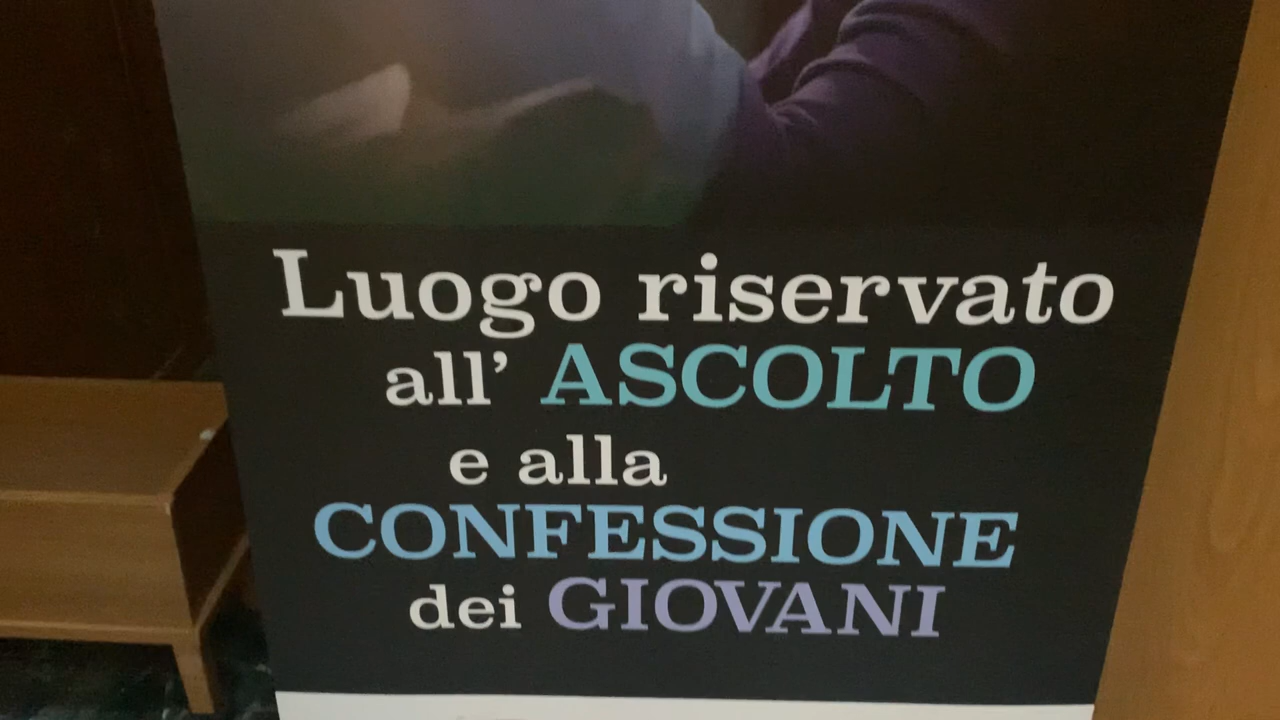 Luogo riservato
all' ASCOLTO
e alla
CONFESSIONE
dei GIOVANI